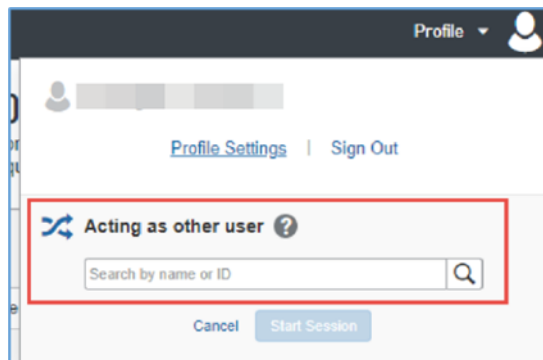 Profile
Profile Settings | Sign Out
Acting as other user ?
Search by name or ID
Cancel Start Session